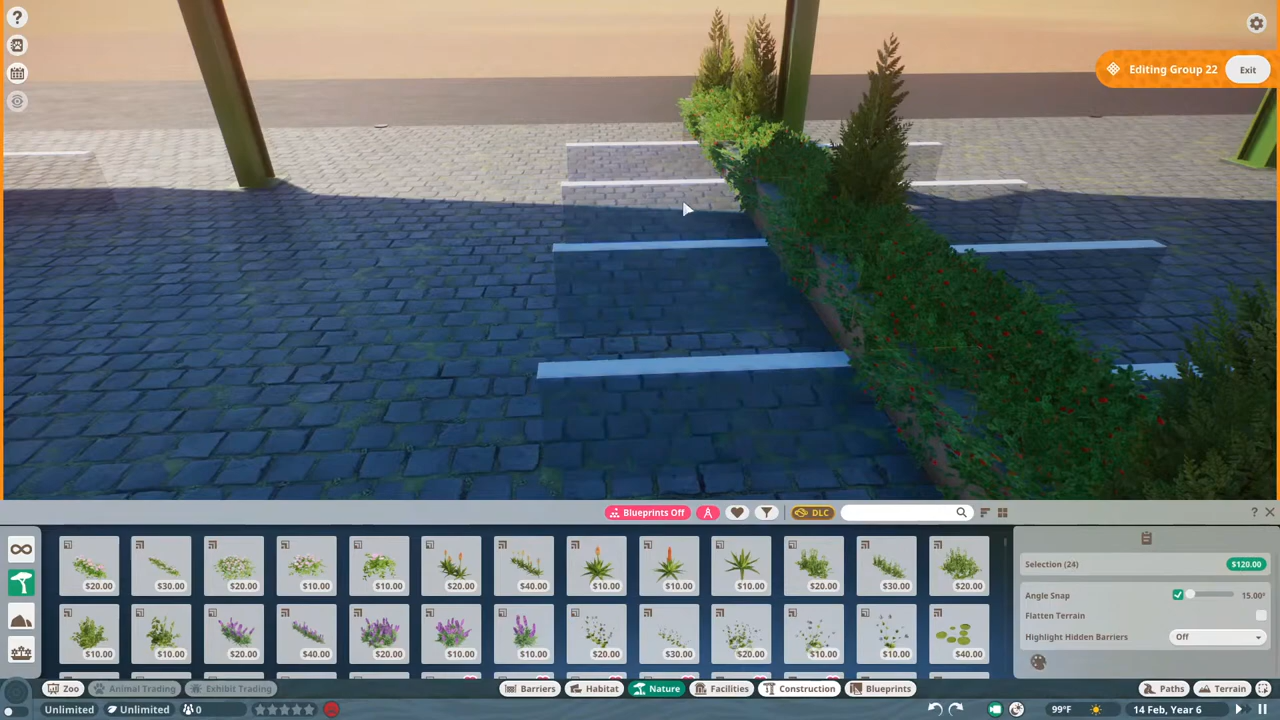 ?
Editing Group 22 Exit
Blueprints Off DLC ? ×
$20.00 $30.00 $20.00 $10.00 $10.00 $20.00 $40.00 $10.00 $10.00 $10.00 $20.00 $30.00 $20.00
$10.00 $10.00 $20.00 $40.00 $20.00 $10.00 $10.00 $20.00 $30.00 $20.00 $10.00 $10.00 $40.00
Selection (24) $120.00
Angle Snap 15.00°
Flatten Terrain
Highlight Hidden Barriers Off
Zoo Animal Trading Exhibit Trading Barriers Habitat Nature Facilities Construction Blueprints Paths Terrain
Unlimited Unlimited 0 99°F 14 Feb, Year 6